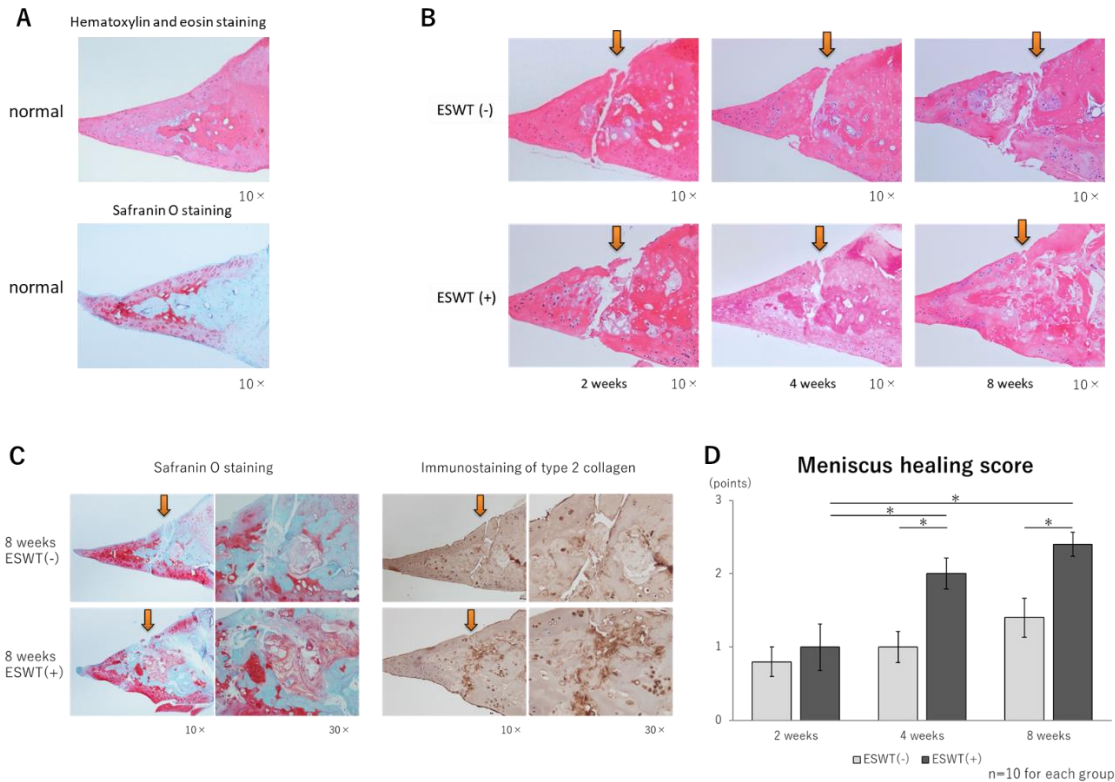 A
Hematoxylin and eosin staining
normal
10×
Safranin O staining
normal
10×
B
ESWT (-)
10×
10×
10×
ESWT (+)
2 weeks
10×
4 weeks
10×
8 weeks
10×
C
Safranin O staining
Immunostaining of type 2 collagen
8 weeks
ESWT(-)
8 weeks
ESWT(+)
10×
30×
10×
30×
D
Meniscus healing score
(points)
3
2
1
0
*
*
*
*
2 weeks
4 weeks
8 weeks
ESWT(-)
ESWT(+)
n=10 for each group